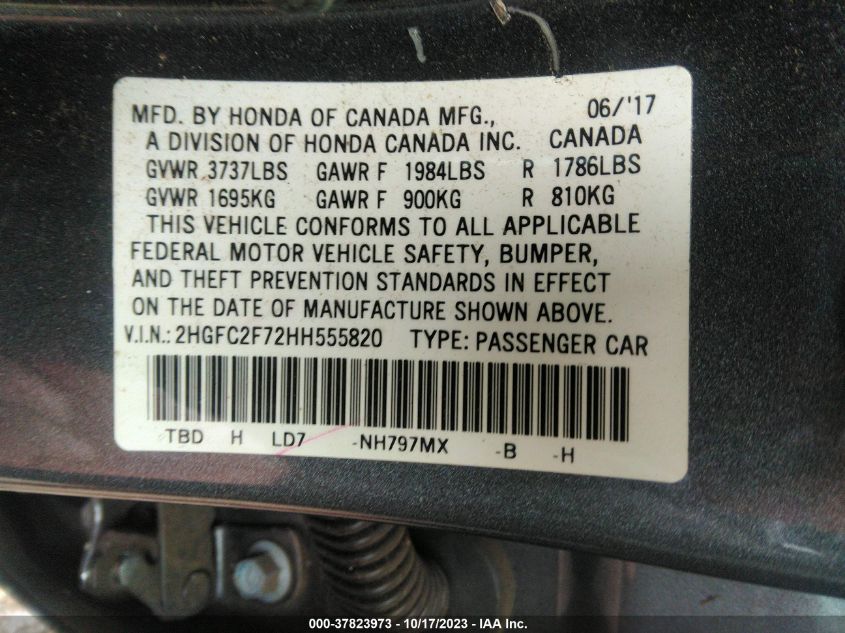 MFD. BY HONDA OF CANADA MFG., 06/'17
A DIVISION OF HONDA CANADA INC. CANADA
GVWR 3737LBS GAWR F 1984LBS R 1786LBS
GVWR 1695KG GAWR F 900KG R 810KG
THIS VEHICLE CONFORMS TO ALL APPLICABLE
FEDERAL MOTOR VEHICLE SAFETY, BUMPER,
AND THEFT PREVENTION STANDARDS IN EFFECT
ON THE DATE OF MANUFACTURE SHOWN ABOVE.
V.I.N.: 2HGFC2F72HH555820 TYPE: PASSENGER CAR
TBD H LD7 -NH797MX -B -H
000-37823973 - 10/17/2023 - IAA Inc.